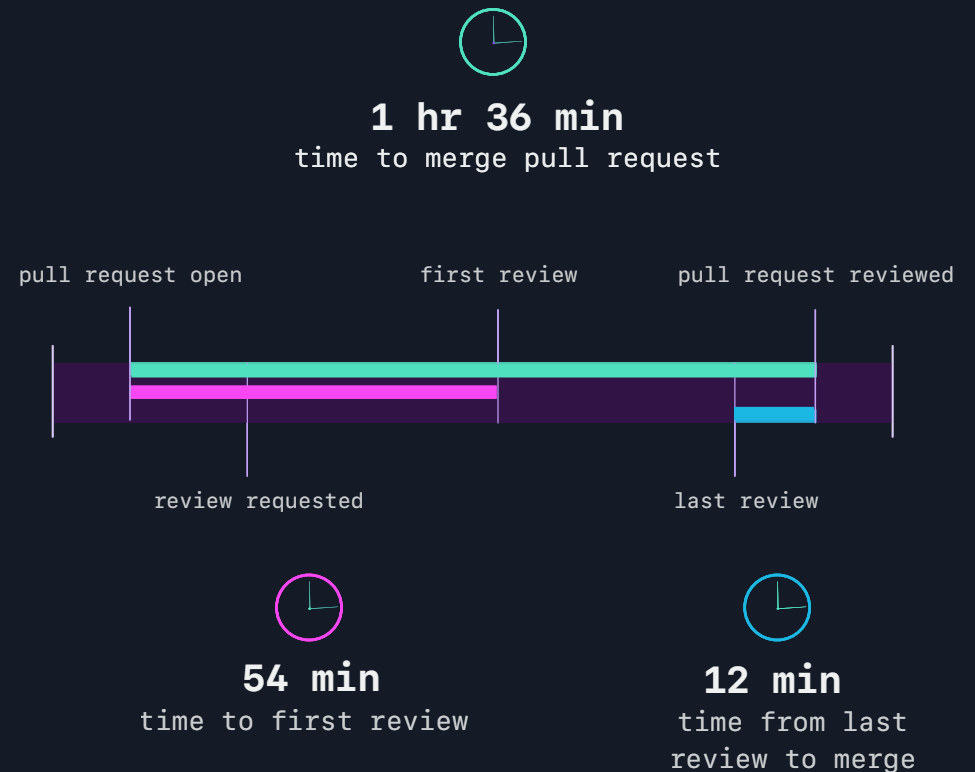 1 hr 36 min
time to merge pull request
pull request open
first review
pull request reviewed
review requested
last review
54 min
time to first review
12 min
time from last
review to merge